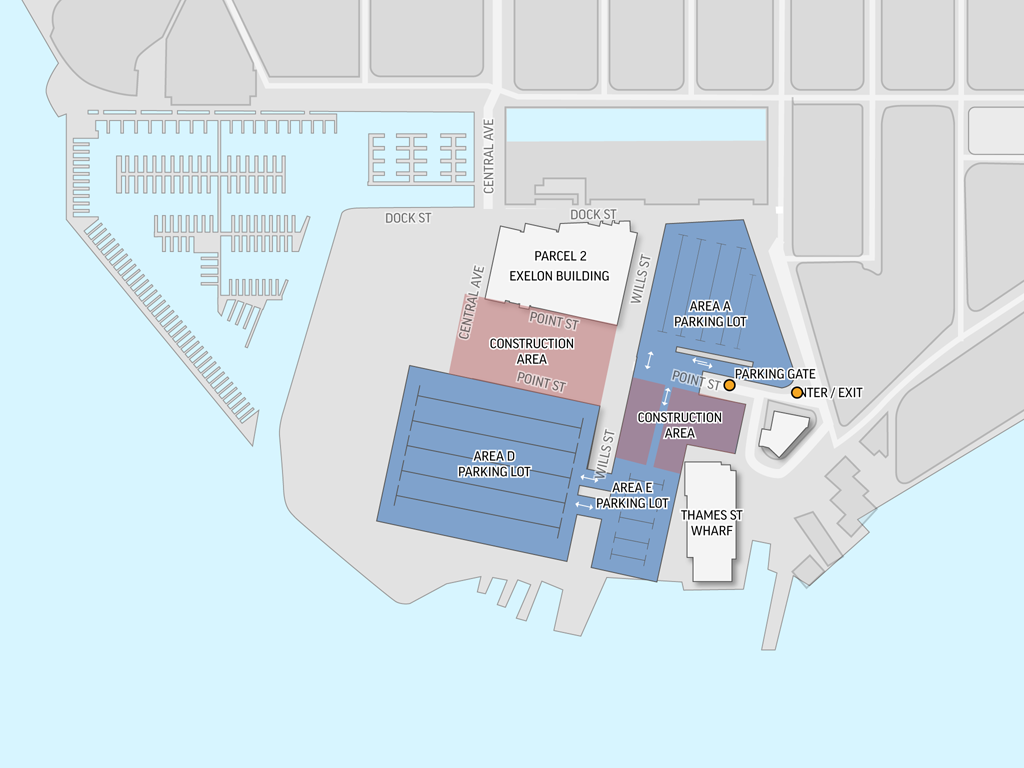 CENTRAL AVE
DOCK ST
DOCK ST
PARCEL 2
EXELON BUILDING
WILLS ST
CENTRAL AVE
POINT ST
AREA A
PARKING LOT
CONSTRUCTION
AREA
POINT ST
POINT ST
PARKING GATE
NTER / EXIT
CONSTRUCTION
AREA
WILLS ST
AREA D
PARKING LOT
AREA E
PARKING LOT
THAMES ST
WHARF